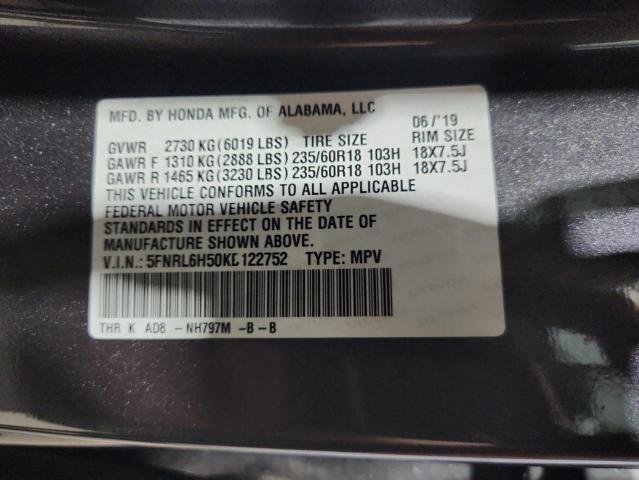 MFD. BY HONDA MFG. OF ALABAMA, LLC 06/'19
GVWR 2730 KG (6019 LBS) TIRE SIZE RIM SIZE
GAWR F 1310 KG (2888 LBS) 235/60R18 103H 18X7.5J
GAWR R 1465 KG (3230 LBS) 235/60R18 103H 18X7.5J
THIS VEHICLE CONFORMS TO ALL APPLICABLE
FEDERAL MOTOR VEHICLE SAFETY
STANDARDS IN EFFECT ON THE DATE OF
MANUFACTURE SHOWN ABOVE.
V.I.N.: TYPE: MPV
THR K AD8 -NH797M -B-B